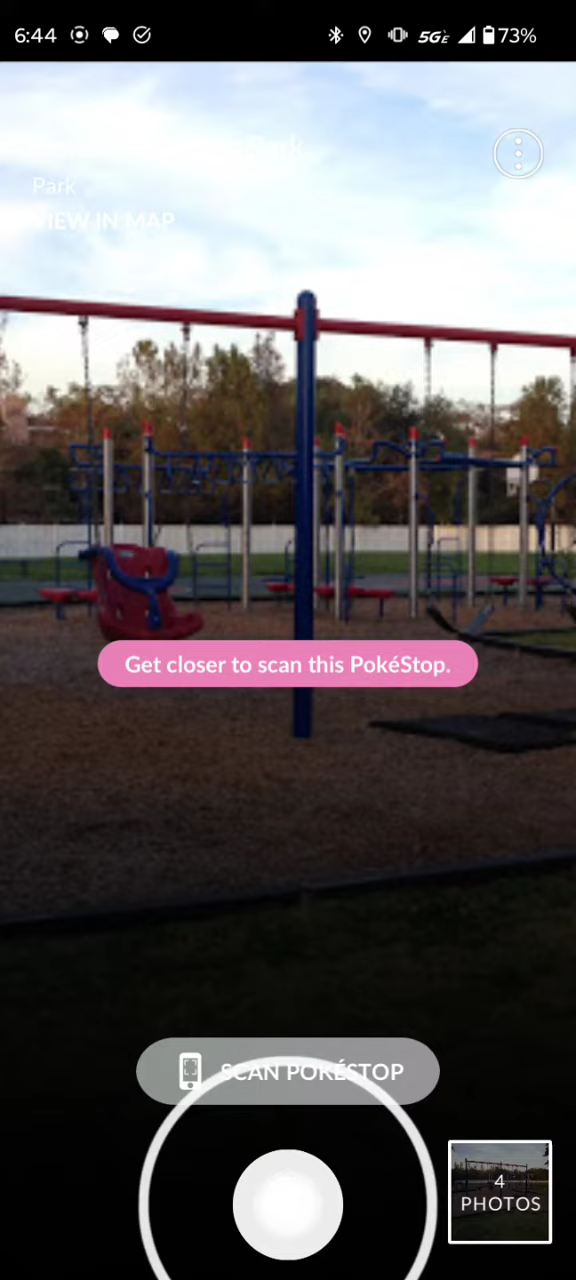 6:44
5GE
73%
Park
VIEW IN MAP
Get closer to scan this PokéStop.
SCAN POKÉSTOP
4
PHOTOS